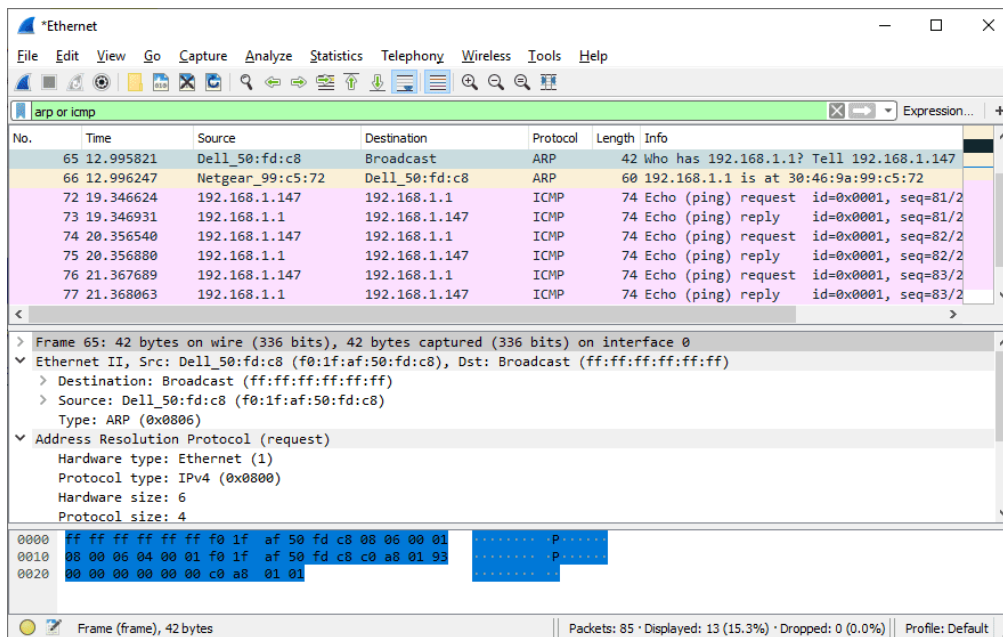 *Ethernet
File Edit View Go Capture Analyze Statistics Telephony Wireless Tools Help
arp or icmp Expression... +
No. Time Source Destination Protocol Length Info
65 12.995821 Dell_50:fd:c8 Broadcast ARP 42 Who has 192.168.1.1? Tell 192.168.1.147
66 12.996247 Netgear_99:c5:72 Dell_50:fd:c8 ARP 60 192.168.1.1 is at 30:46:9a:99:c5:72
72 19.346624 192.168.1.147 192.168.1.1 ICMP 74 Echo (ping) request id=0x0001, seq=81/2
73 19.346931 192.168.1.1 192.168.1.147 ICMP 74 Echo (ping) reply id=0x0001, seq=81/2
74 20.356540 192.168.1.147 192.168.1.1 ICMP 74 Echo (ping) request id=0x0001, seq=82/2
75 20.356880 192.168.1.1 192.168.1.147 ICMP 74 Echo (ping) reply id=0x0001, seq=82/2
76 21.367689 192.168.1.147 192.168.1.1 ICMP 74 Echo (ping) request id=0x0001, seq=83/2
77 21.368063 192.168.1.1 192.168.1.147 ICMP 74 Echo (ping) reply id=0x0001, seq=83/2
Frame 65: 42 bytes on wire (336 bits), 42 bytes captured (336 bits) on interface 0
Ethernet II, Src: Dell_50:fd:c8 (f0:1f:af:50:fd:c8), Dst: Broadcast (ff:ff:ff:ff:ff:ff)
Destination: Broadcast (ff:ff:ff:ff:ff:ff)
Source: Dell_50:fd:c8 (f0:1f:af:50:fd:c8)
Type: ARP (0x0806)
Address Resolution Protocol (request)
Hardware type: Ethernet (1)
Protocol type: IPv4 (0x0800)
Hardware size: 6
Protocol size: 4
0000 ff ff ff ff ff ff f0 1f af 50 fd c8 08 06 00 01 ········ ·P······
0010 08 00 06 04 00 01 f0 1f af 50 fd c8 c0 a8 01 93 ········ ·P······
0020 00 00 00 00 00 00 c0 a8 01 01 ········ ··
Frame (frame), 42 bytes Packets: 85 · Displayed: 13 (15.3%) · Dropped: 0 (0.0%) Profile: Default